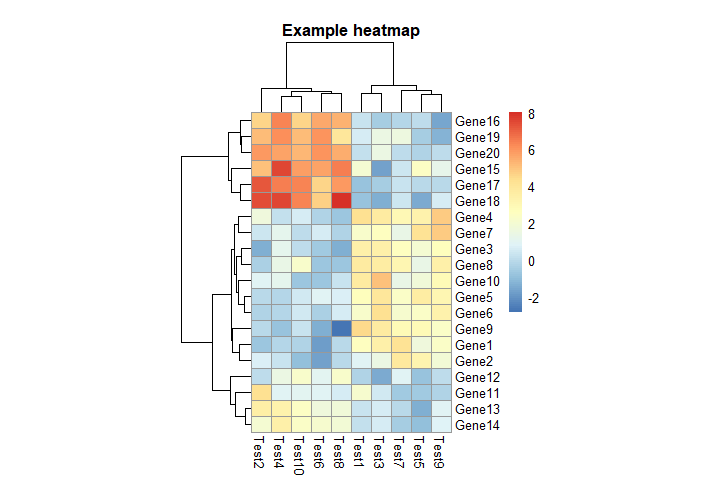 Example heatmap
Gene16
Gene19
Gene20
Gene15
Gene17
Gene18
Gene4
Gene7
Gene3
Gene8
Gene10
Gene5
Gene6
Gene9
Gene1
Gene2
Gene12
Gene11
Gene13
Gene14
8
6
4
2
0
-2
Test2
Test4
Test10
Test6
Test8
Test1
Test3
Test7
Test5
Test9